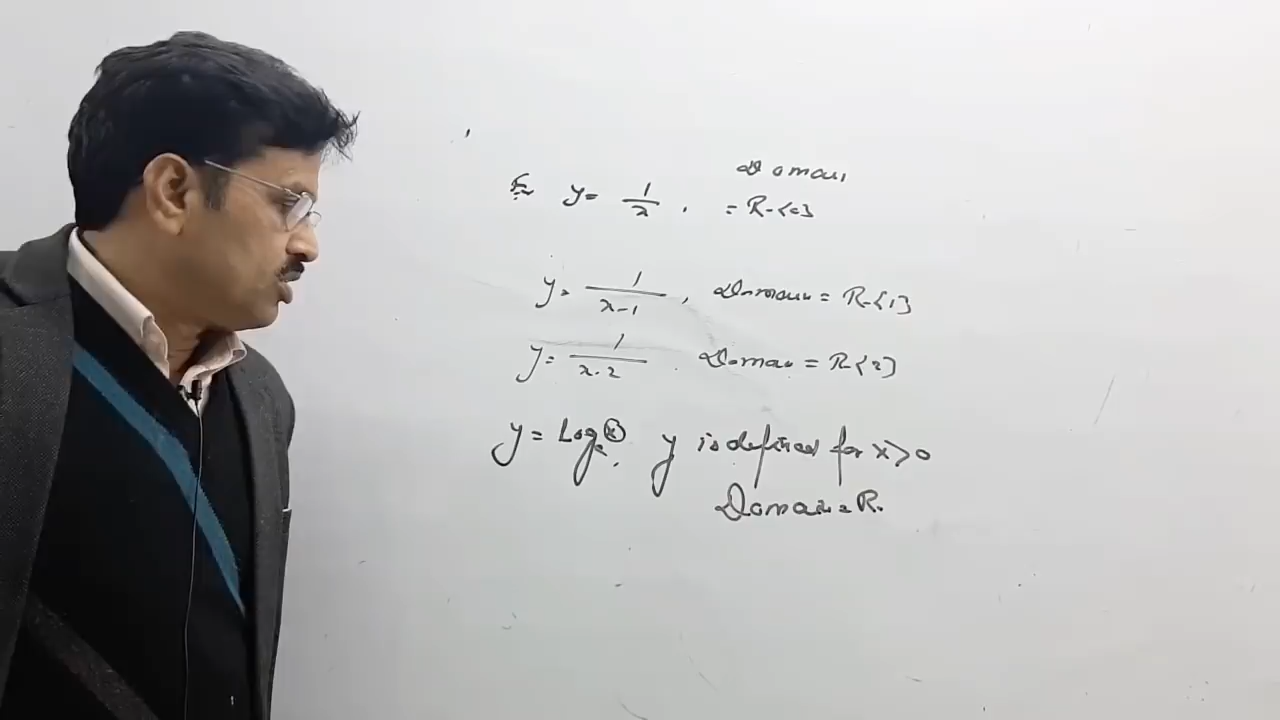 Ex y = 1/x , Domain = R-{0}
y = 1/x-1 , Domain = R-{1}
y = 1/x-2 . Domain = R-{2}
y = Log x . y is defined for x>0
Domain = R.